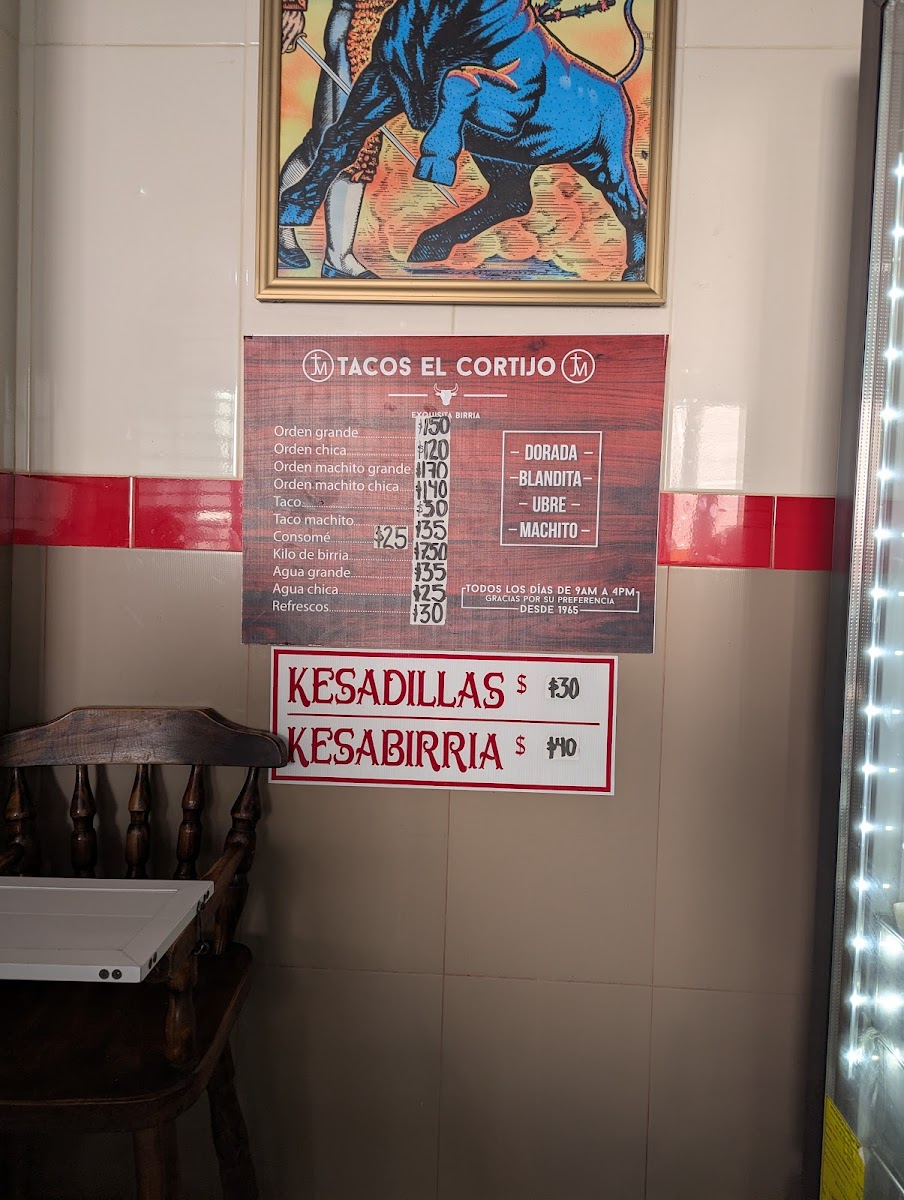 JM TACOS EL CORTIJO JM
EXQUISITA BIRRIA
Orden grande $150
Orden chica $120
Orden machito grande $170
Orden machito chica $140
Taco $30
Taco machito $35
Consomé $25
Kilo de birria $750
Agua grande $35
Agua chica $25
Refrescos $30
- DORADA -
- BLANDITA -
- UBRE -
- MACHITO -
TODOS LOS DÍAS DE 9AM A 4PM
GRACIAS POR SU PREFERENCIA
DESDE 1965
KESADILLAS $ $30
KESABIRRIA $ $40